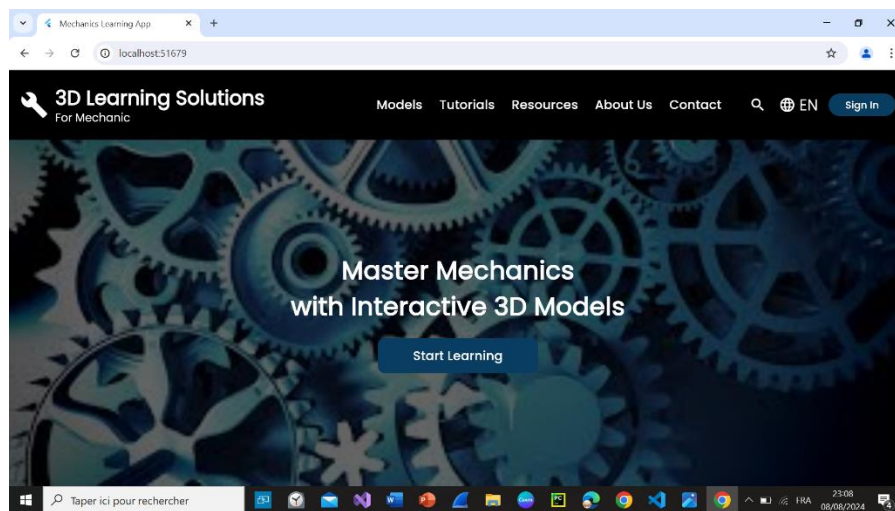 Mechanics Learning App
localhost:51679
3D Learning Solutions
For Mechanic
Models Tutorials Resources About Us Contact EN Sign In
Master Mechanics
with Interactive 3D Models
Start Learning
Taper ici pour rechercher
FRA
23:08
08/08/2024